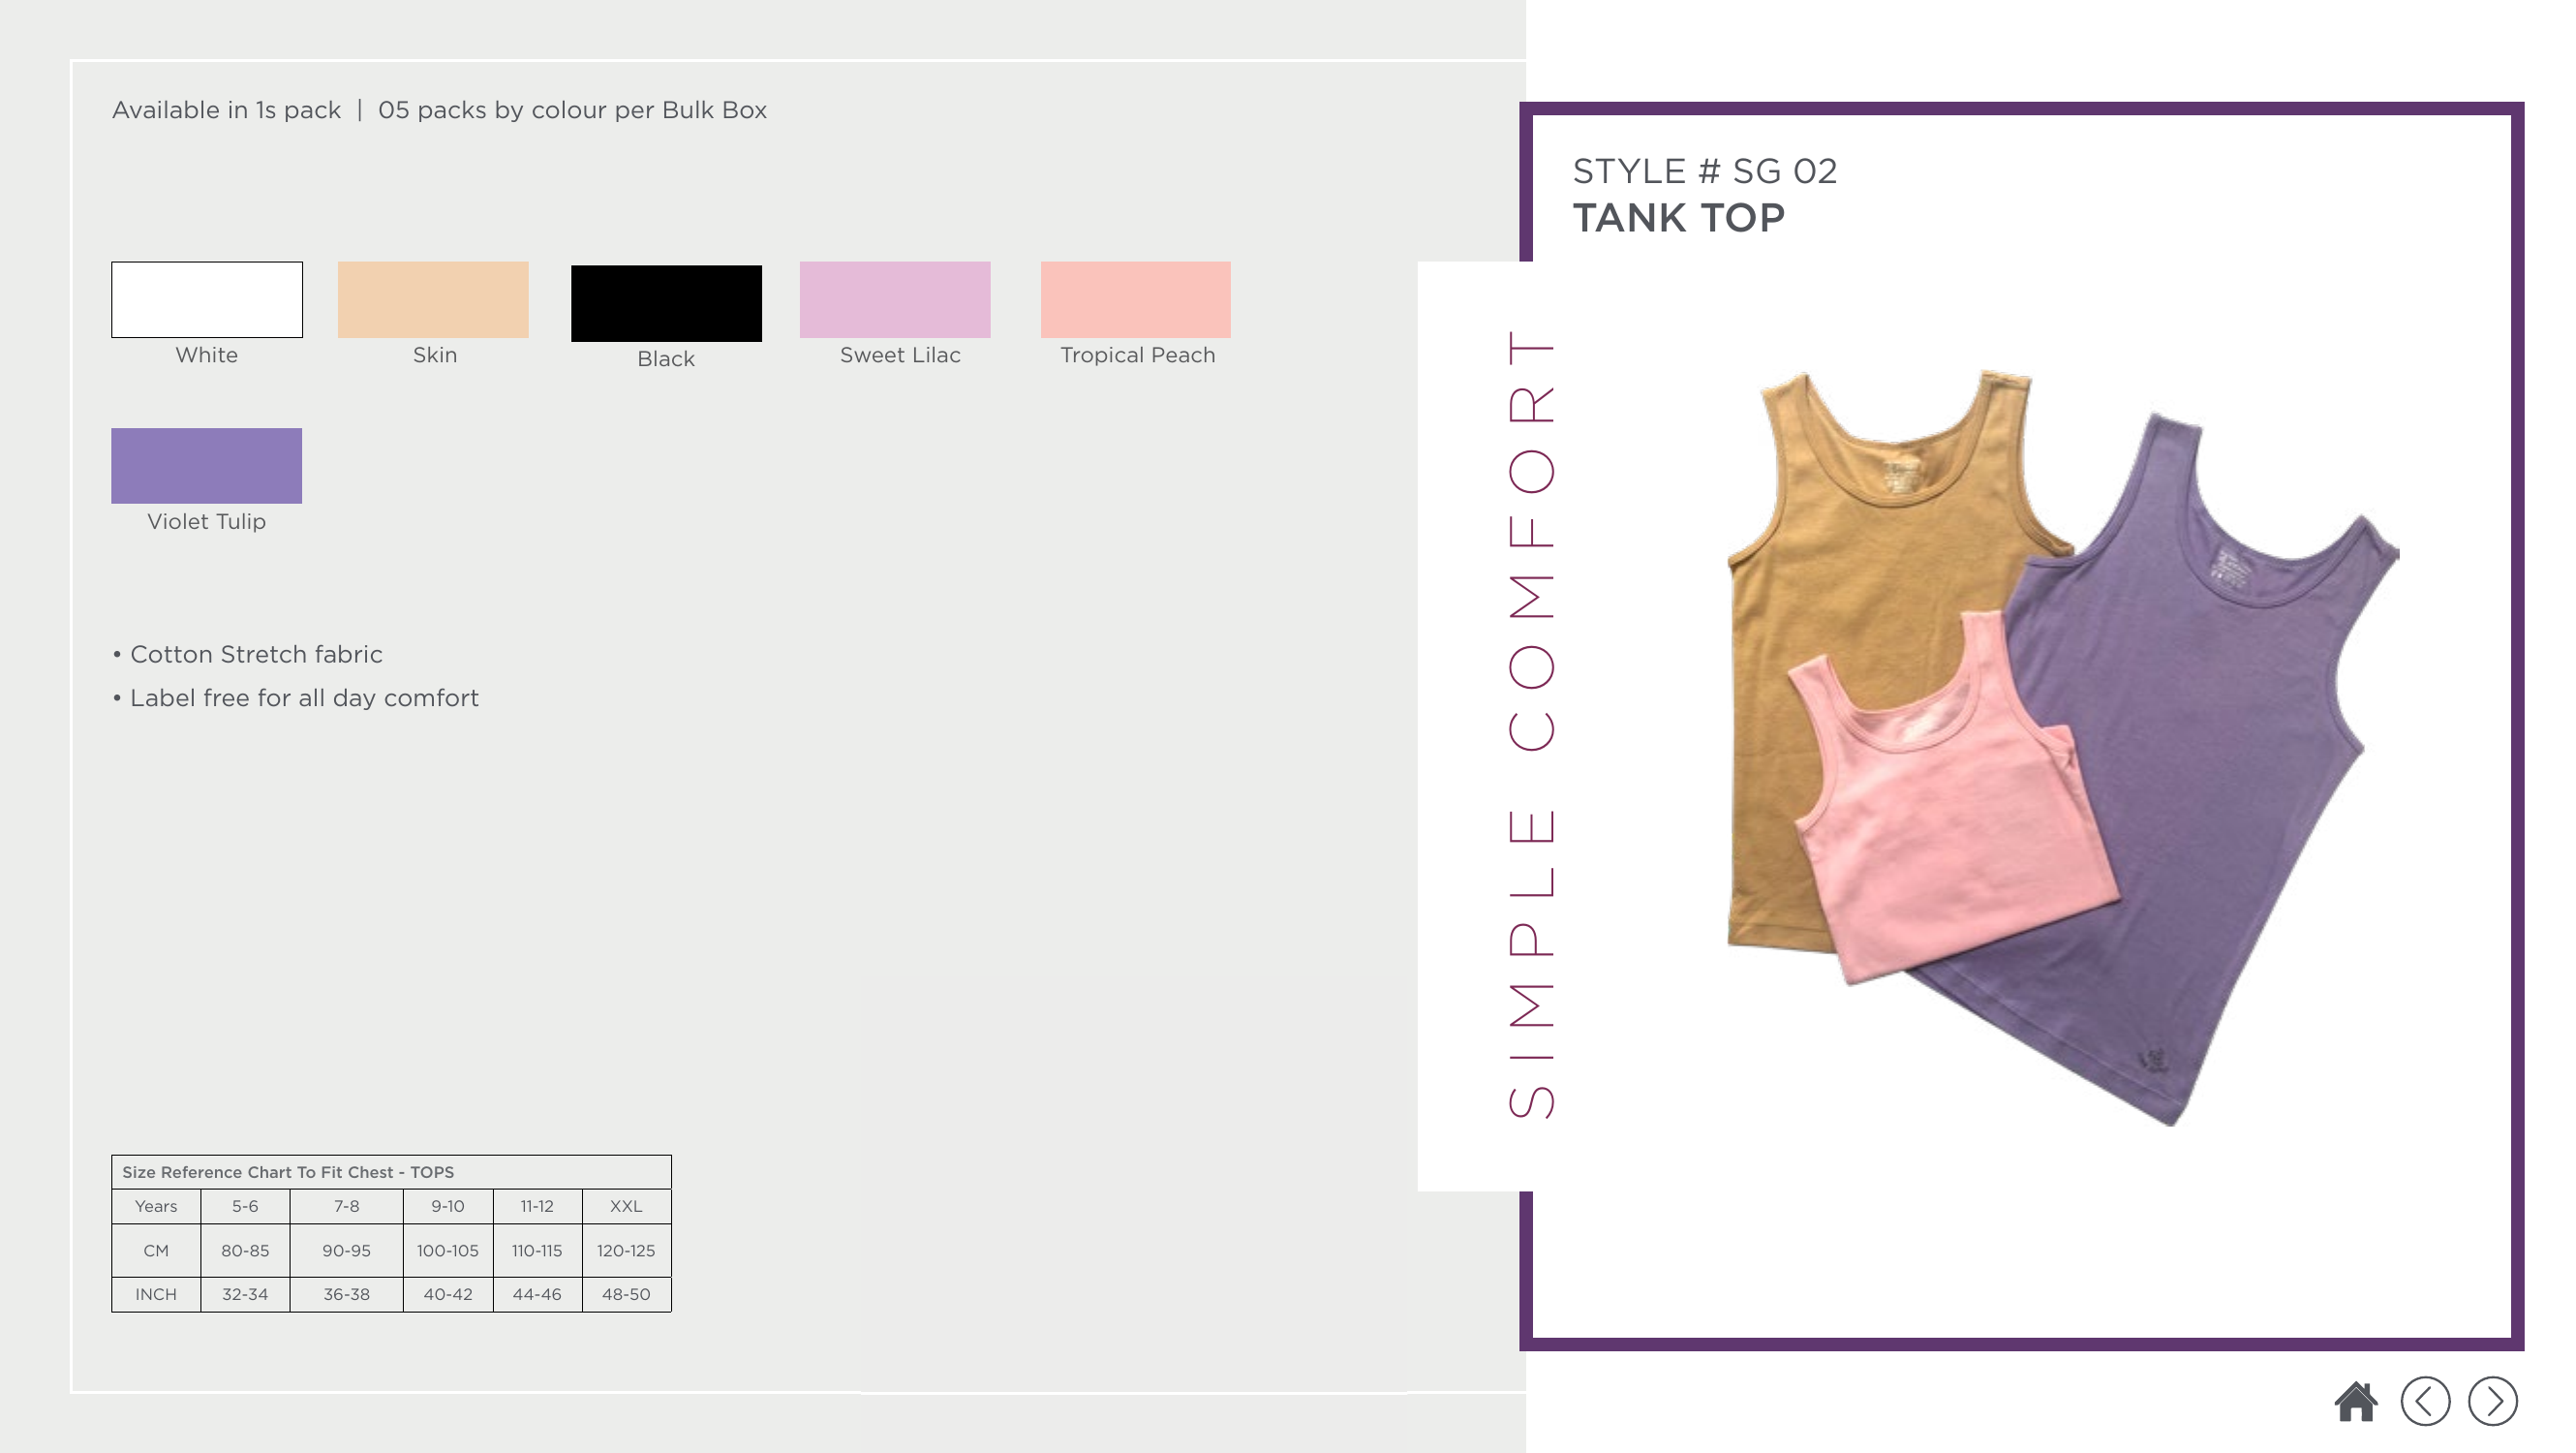 Available in 1s pack | 05 packs by colour per Bulk Box
White
Skin
Black
Sweet Lilac
Tropical Peach
Violet Tulip
• Cotton Stretch fabric
• Label free for all day comfort
Size Reference Chart To Fit Chest - TOPS
Years 5-6 7-8 9-10 11-12 XXL
CM 80-85 90-95 100-105 110-115 120-125
INCH 32-34 36-38 40-42 44-46 48-50
STYLE # SG 02
TANK TOP
SIMPLE COMFORT